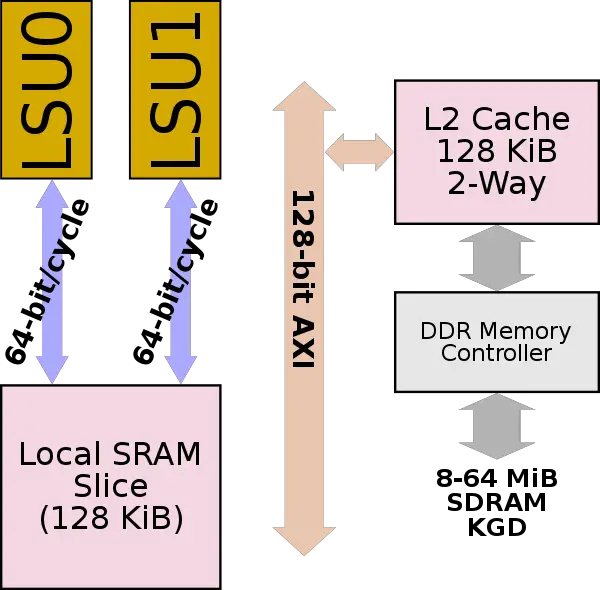 LSU0
LSU1
64-bit/cycle
64-bit/cycle
Local SRAM
Slice
(128 KiB)
128-bit AXI
L2 Cache
128 KiB
2-Way
DDR Memory
Controller
8-64 MiB
SDRAM
KGD